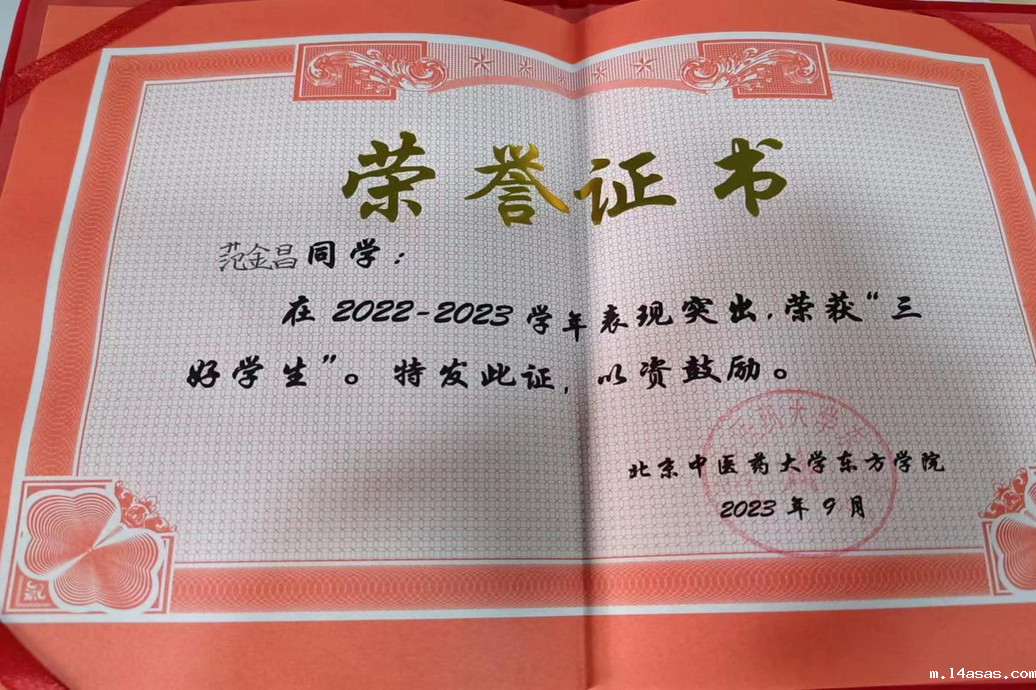 荣誉证书
范金昌同学：
在2022-2023学年表现突出，荣获“三
好学生”。特发此证，以资鼓励。
北京中医药大学东方学院
2023年9月
m.14asas.com